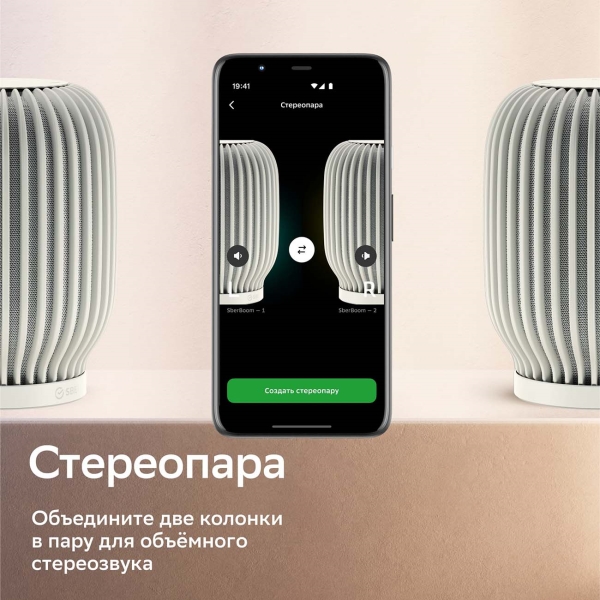 19:41
Стереопара
L
R
SberBoom — 1
SberBoom — 2
Создать стереопару
Стереопара
Объедините две колонки
в пару для объёмного
стереозвука